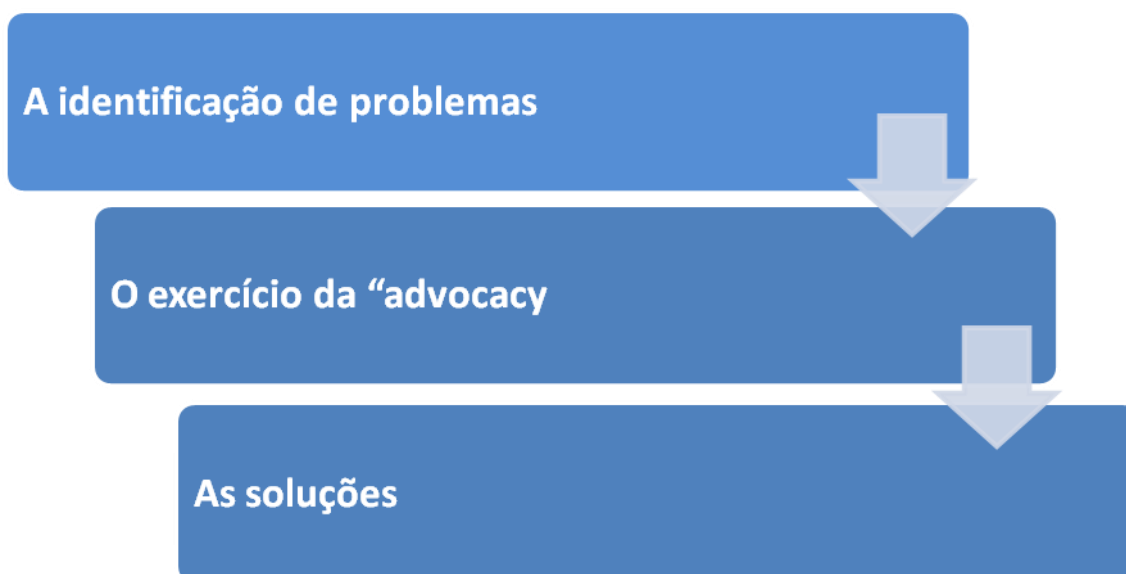 A identificação de problemas
O exercício da “advocacy
As soluções